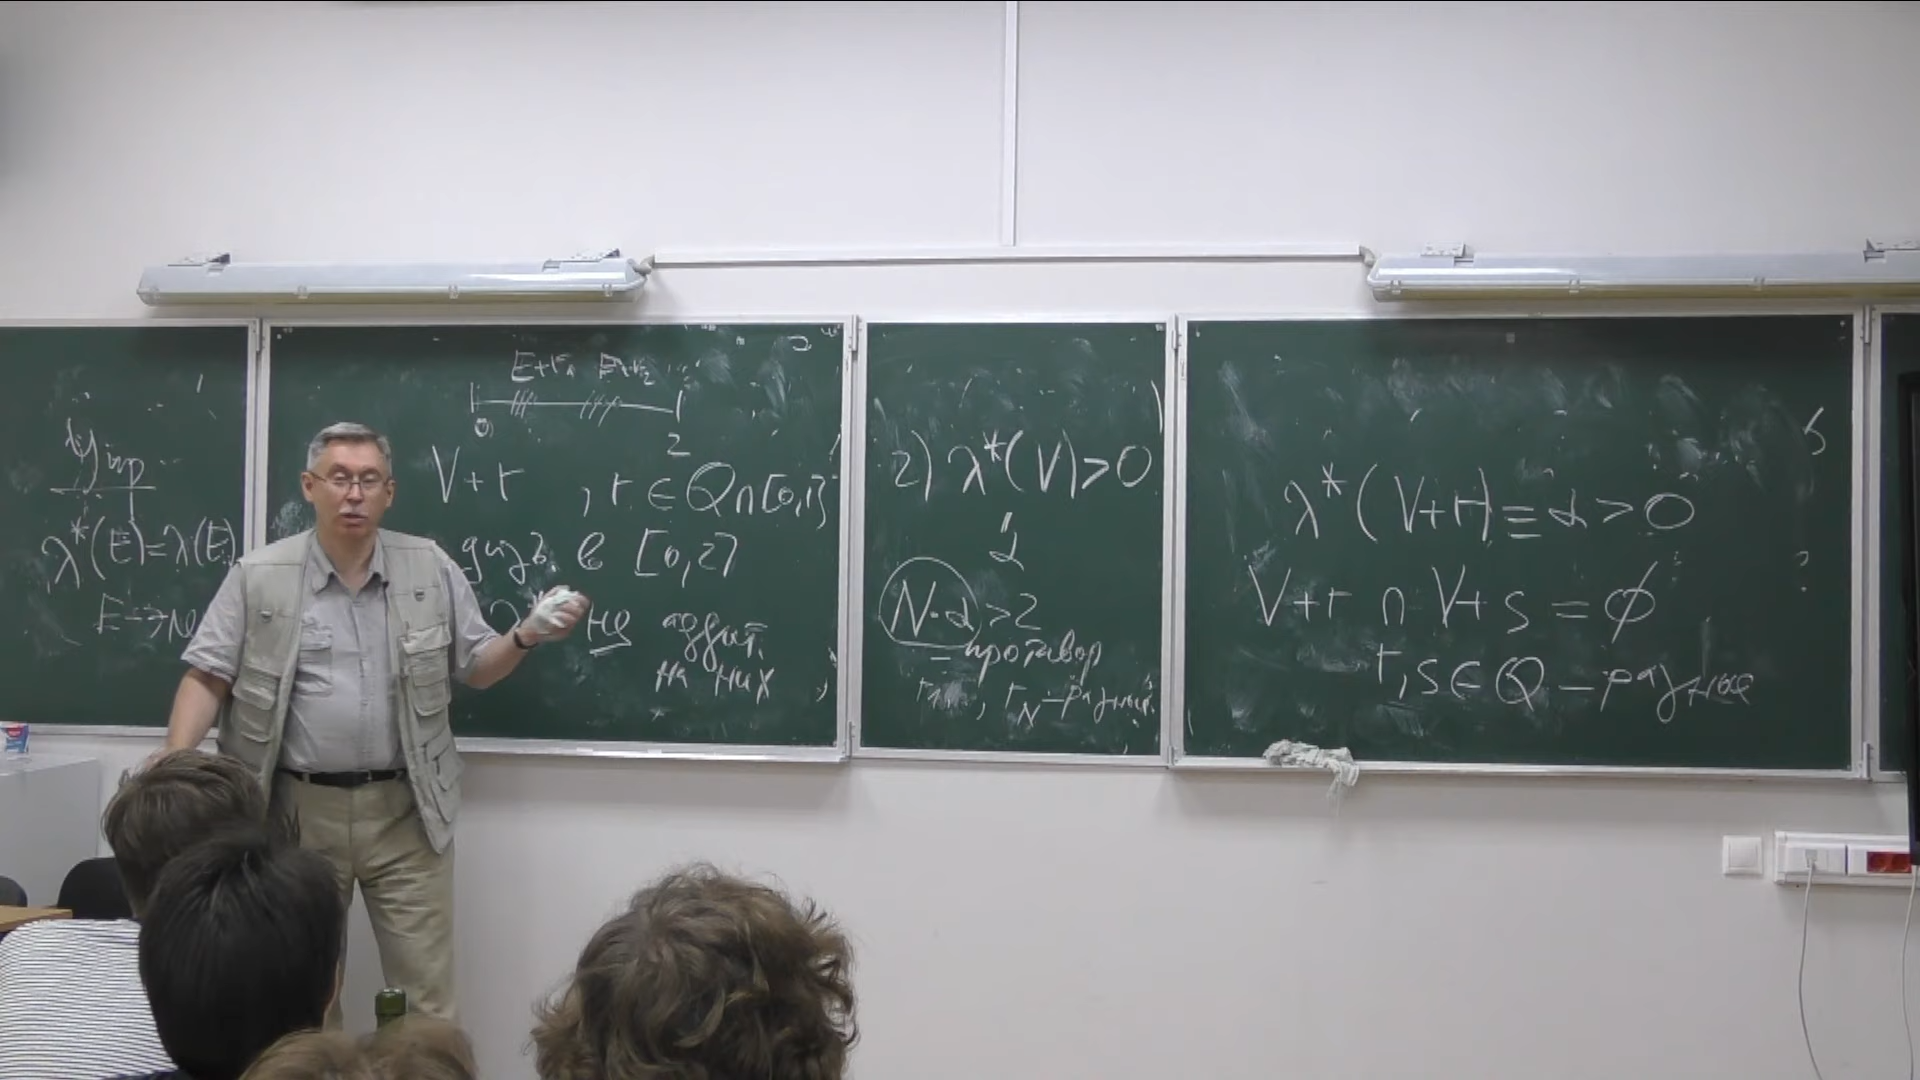 Упр
λ*(E)=λ(E)
E
E+r₁ E+r₂
0 2
V+r , r∈Q∩[0,1]
в [0,2]
λ* не аддит.
на них
2) λ*(V)>0
α
N·α>2
- противор
r₁, , r_N - разные
λ*(V+r)≡α>0
V+r ∩ V+s = ∅
r,s∈Q - разные